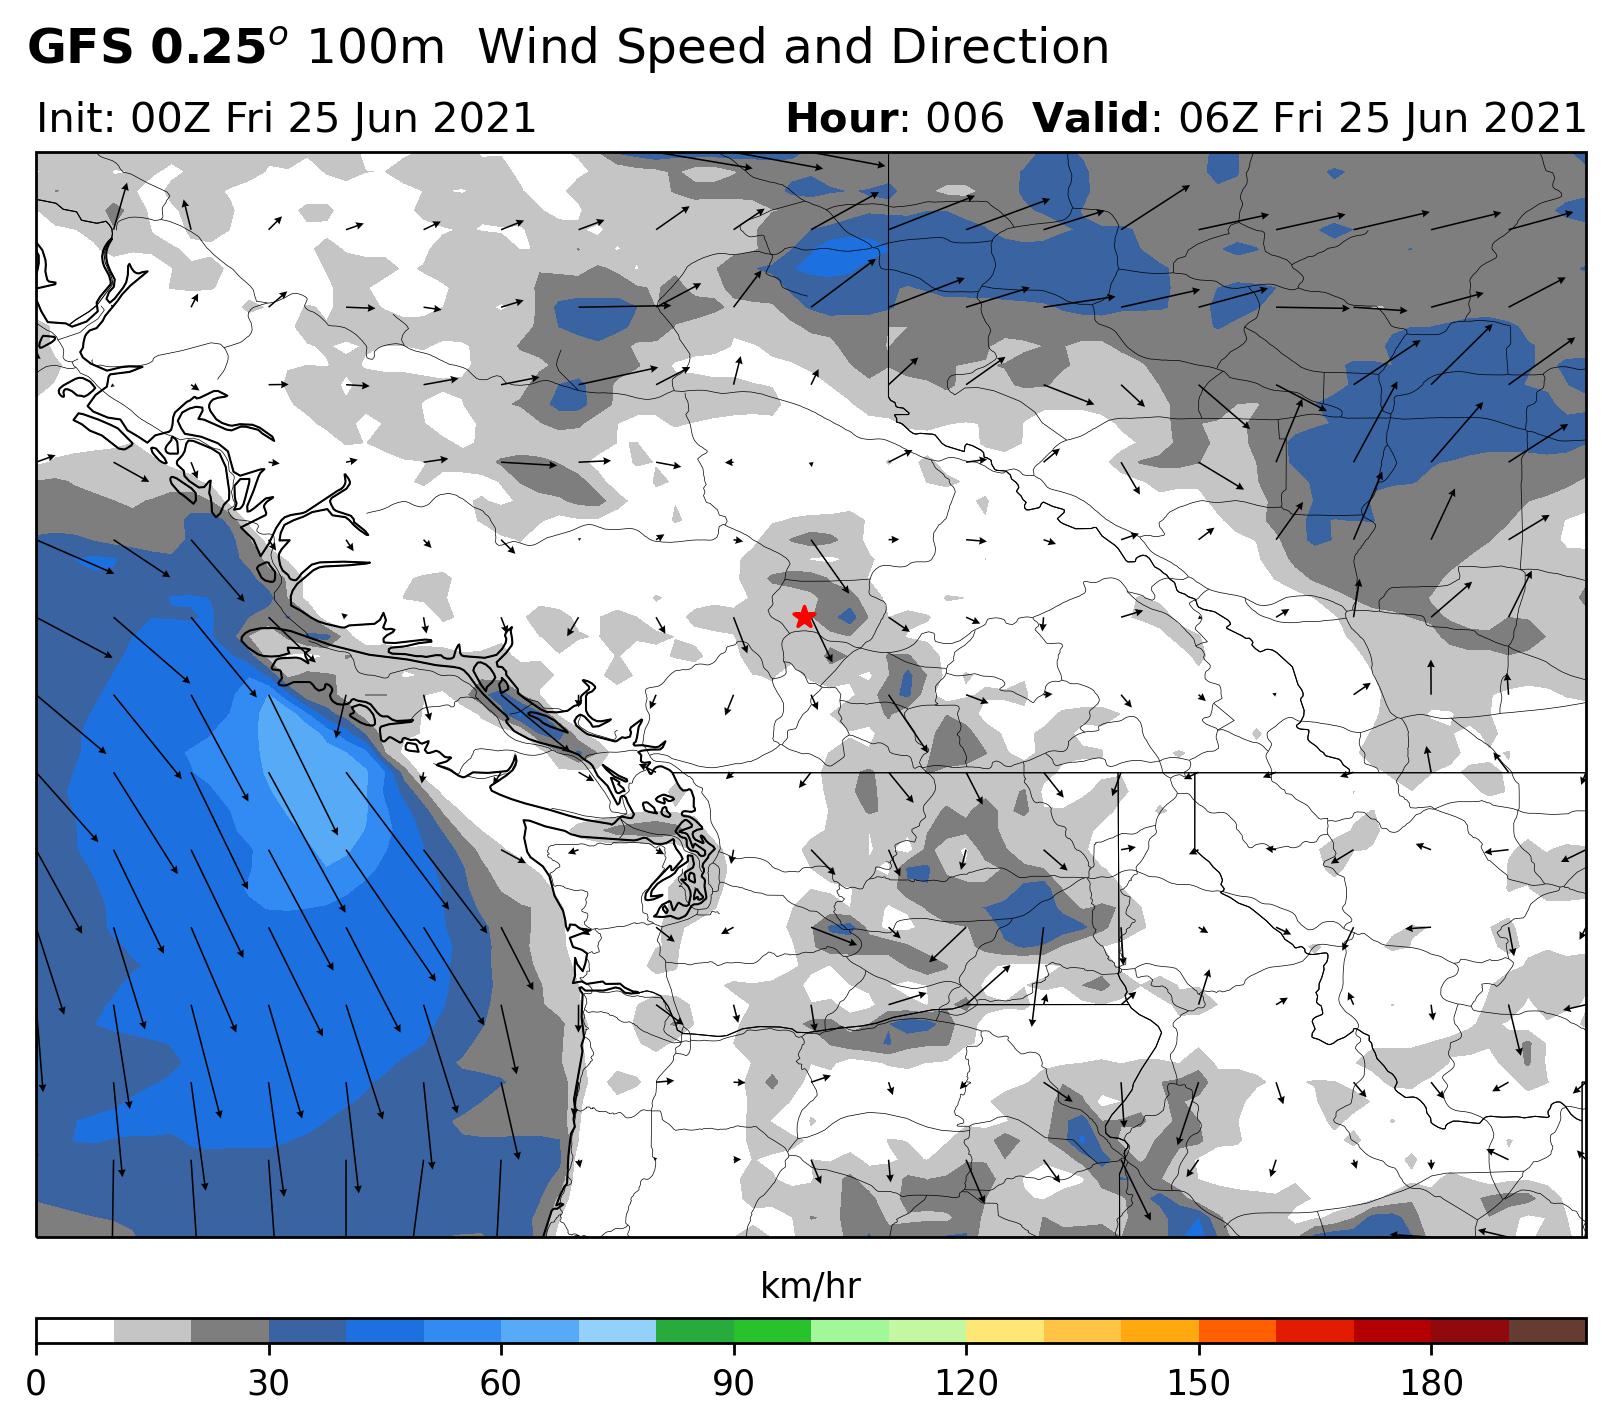 GFS 0.25o 100m  Wind Speed and Direction
Init: 00Z Fri 25 Jun 2021 Hour: 006 Valid: 06Z Fri 25 Jun 2021
km/hr
0 30 60 90 120 150 180